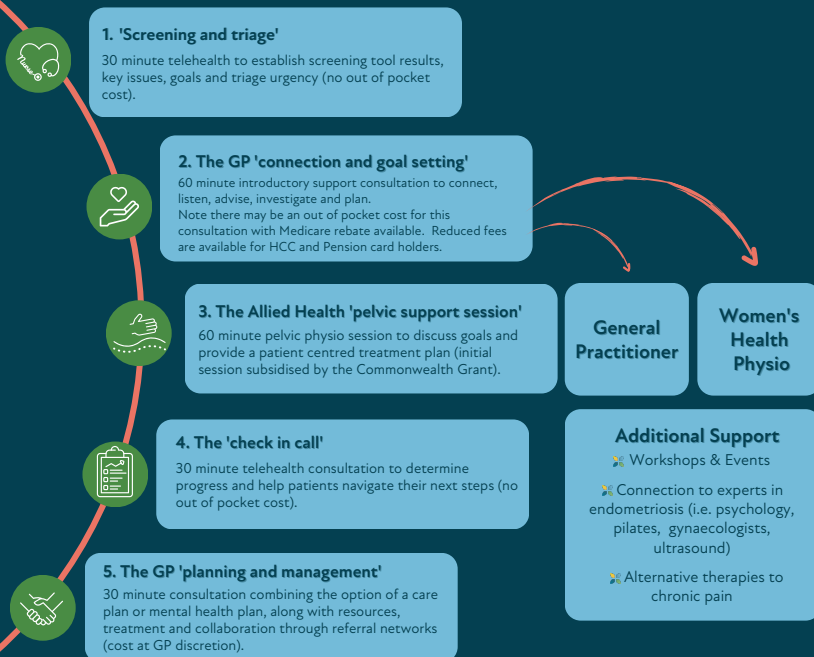 1. 'Screening and triage'
30 minute telehealth to establish screening tool results,
key issues, goals and triage urgency (no out of pocket
cost).
Nurse
2. The GP 'connection and goal setting'
60 minute introductory support consultation to connect,
listen, advise, investigate and plan.
Note there may be an out of pocket cost for this
consultation with Medicare rebate available. Reduced fees
are available for HCC and Pension card holders.
3. The Allied Health 'pelvic support session'
60 minute pelvic physio session to discuss goals and
provide a patient centred treatment plan (initial
session subsidised by the Commonwealth Grant).
General
Practitioner
Women's
Health
Physio
4. The 'check in call'
30 minute telehealth consultation to determine
progress and help patients navigate their next steps (no
out of pocket cost).
Additional Support
Workshops & Events
Connection to experts in
endometriosis (i.e. psychology,
pilates, gynaecologists,
ultrasound)
Alternative therapies to
chronic pain
5. The GP 'planning and management'
30 minute consultation combining the option of a care
plan or mental health plan, along with resources,
treatment and collaboration through referral networks
(cost at GP discretion).